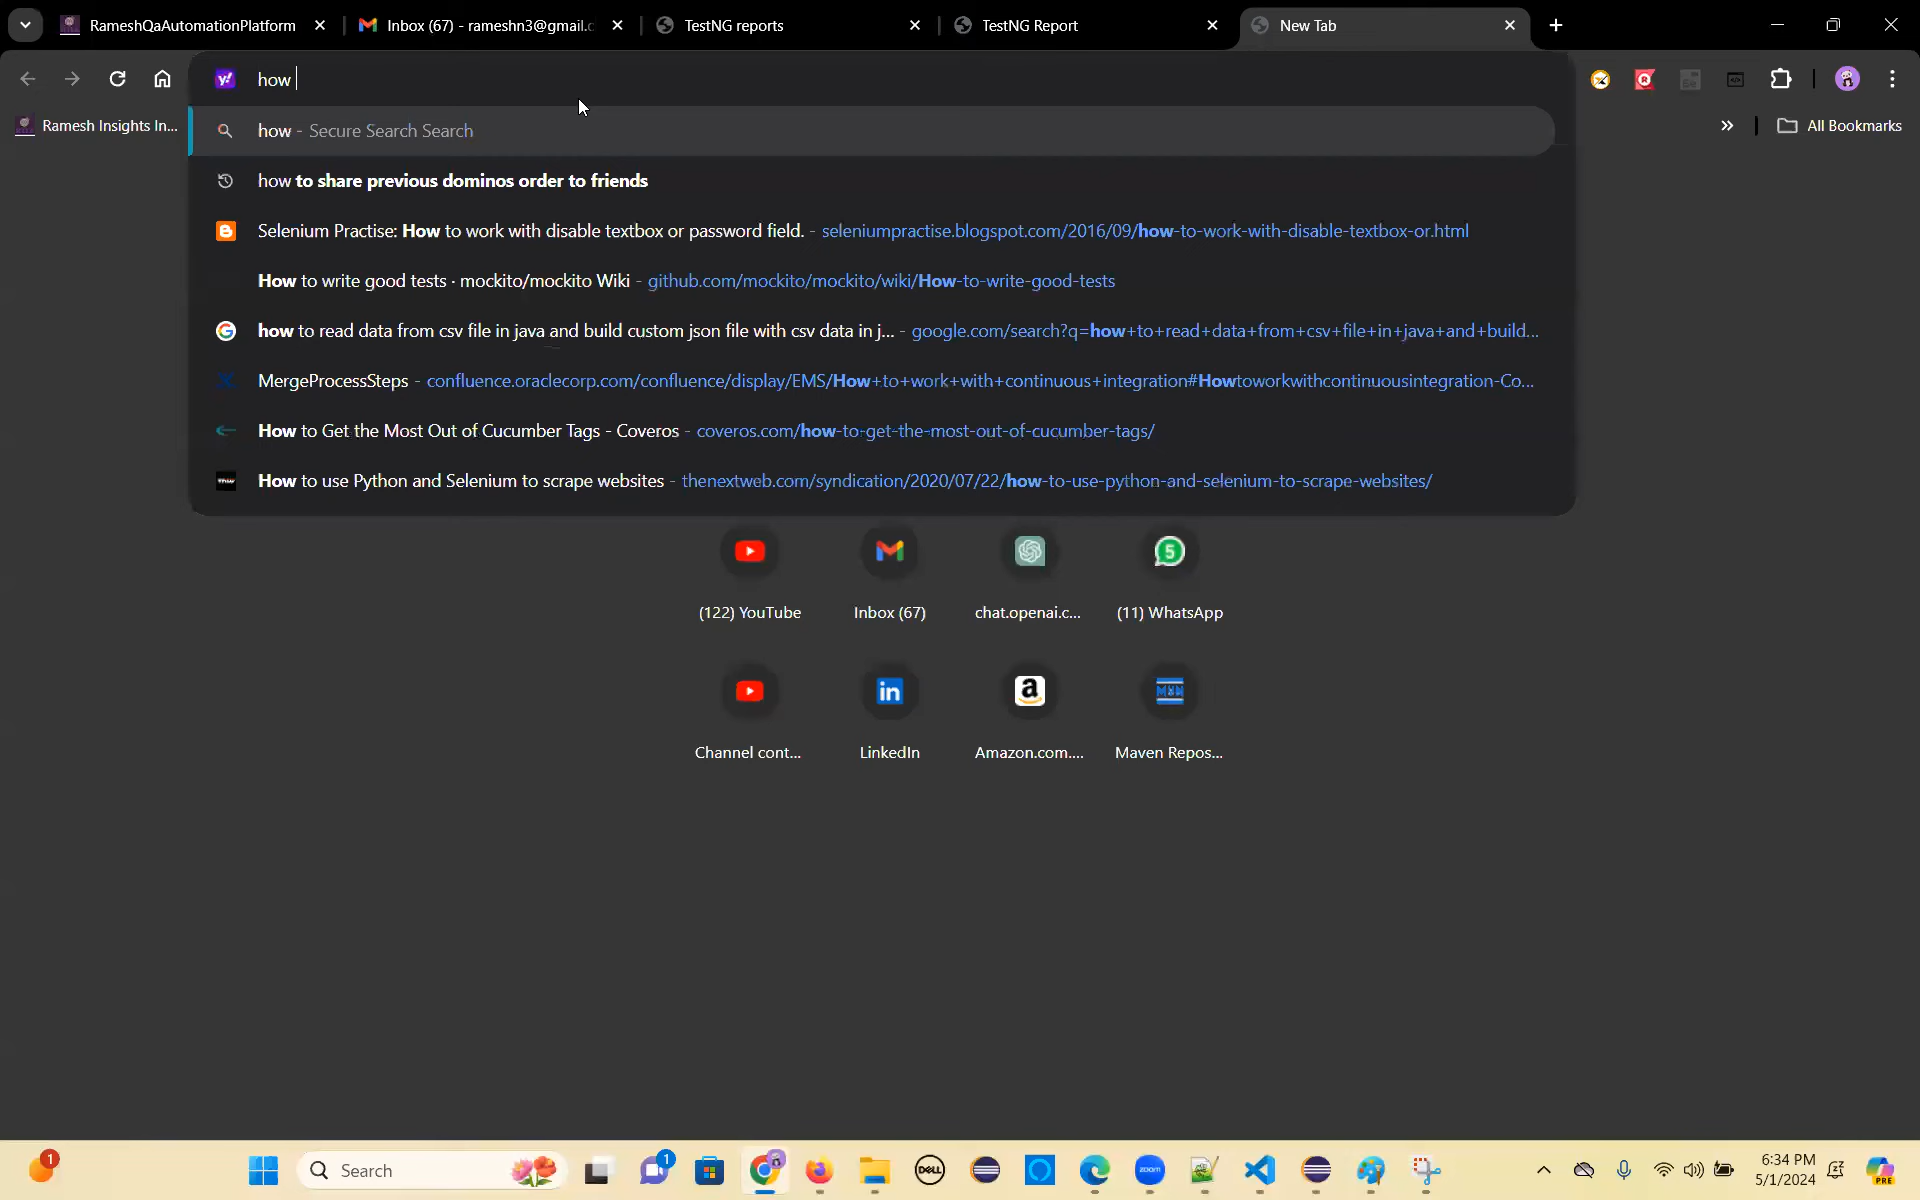 RameshQaAutomationPlatform
Inbox (67) - rameshn3@gmail.c
TestNG reports
TestNG Report
New Tab
y!
how
Ramesh Insights In...
All Bookmarks
how - Secure Search Search
how to share previous dominos order to friends
Selenium Practise: How to work with disable textbox or password field. - seleniumpractise.blogspot.com/2016/09/how-to-work-with-disable-textbox-or.html
How to write good tests · mockito/mockito Wiki - github.com/mockito/mockito/wiki/How-to-write-good-tests
how to read data from csv file in java and build custom json file with csv data in j... - google.com/search?q=how+to+read+data+from+csv+file+in+java+and+build...
MergeProcessSteps - confluence.oraclecorp.com/confluence/display/EMS/How+to+work+with+continuous+integration#Howtoworkwithcontinuousintegration-Co...
How to Get the Most Out of Cucumber Tags - Coveros - coveros.com/how-to-get-the-most-out-of-cucumber-tags/
How to use Python and Selenium to scrape websites - thenextweb.com/syndication/2020/07/22/how-to-use-python-and-selenium-to-scrape-websites/
5
(122) YouTube
Inbox (67)
chat.openai.c...
(11) WhatsApp
in
a
Channel cont...
LinkedIn
Amazon.com....
Maven Repos...
1
Search
1
DELL
zoom
6:34 PM
5/1/2024
PRE